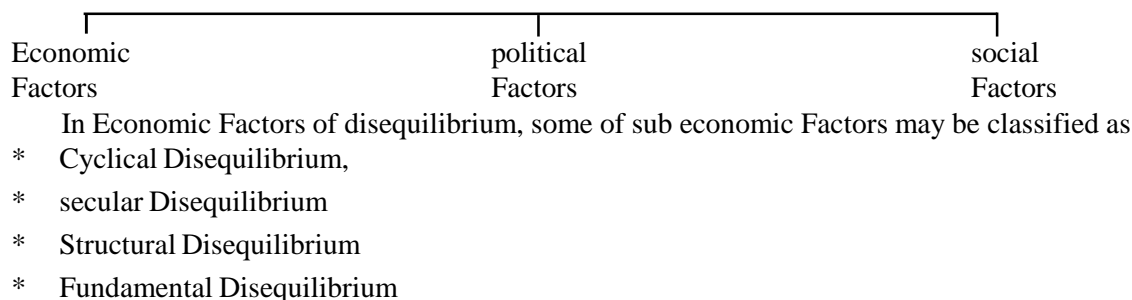 Economic political social
Factors Factors Factors
In Economic Factors of disequilibrium, some of sub economic Factors may be classified as
* Cyclical Disequilibrium,
* secular Disequilibrium
* Structural Disequilibrium
* Fundamental Disequilibrium